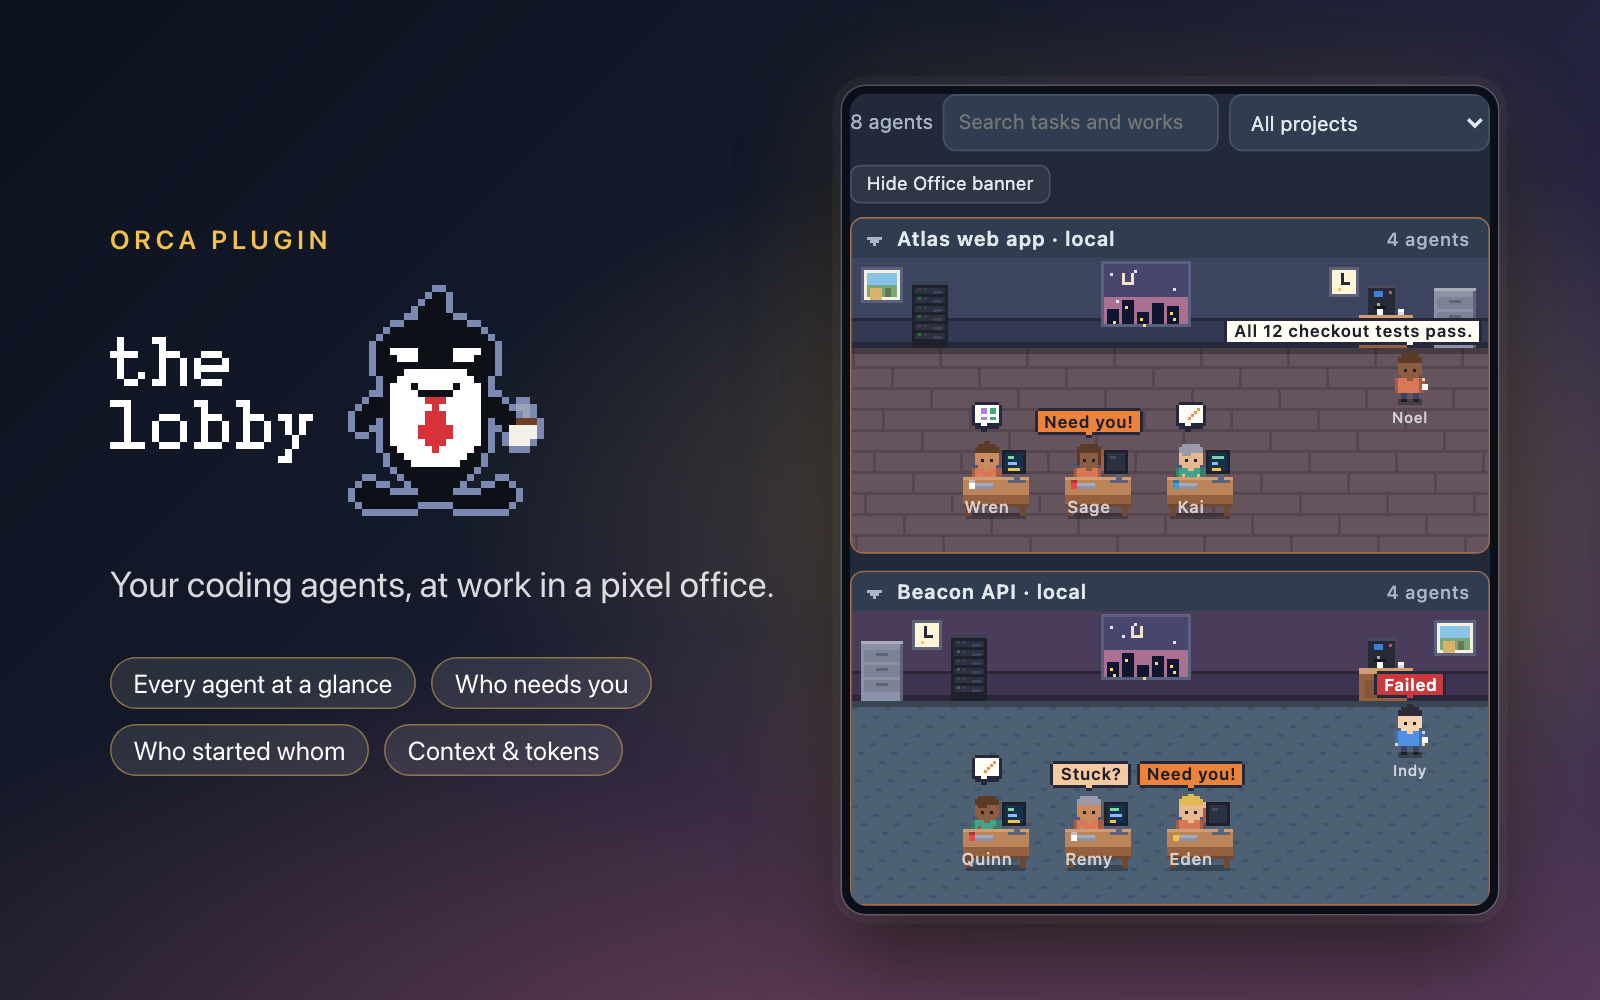 ORCA PLUGIN
the
lobby
Your coding agents, at work in a pixel office.
Every agent at a glance
Who needs you
Who started whom
Context & tokens
8 agents
Search tasks and works
All projects
Hide Office banner
Atlas web app · local
4 agents
All 12 checkout tests pass.
Noel
Need you!
Wren
Sage
Kai
Beacon API · local
4 agents
Failed
Indy
Stuck?
Need you!
Quinn
Remy
Eden